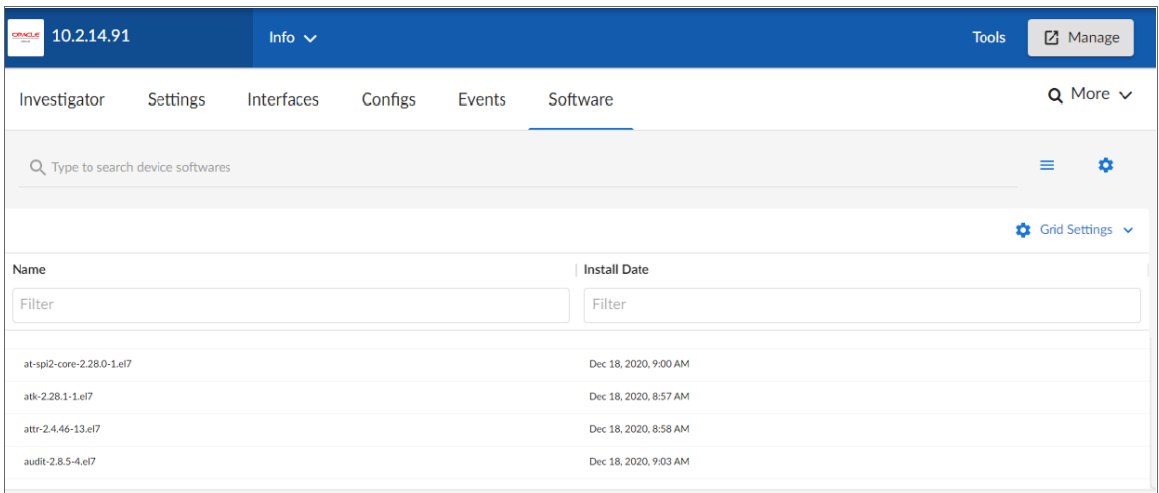 ORACLE 10.2.14.91 Info Tools Manage
Investigator Settings Interfaces Configs Events Software More
Type to search device softwares
Grid Settings
Name Install Date
Filter Filter
at-spi2-core-2.28.0-1.el7 Dec 18, 2020, 9:00 AM
atk-2.28.1-1.el7 Dec 18, 2020, 8:57 AM
attr-2.4.46-13.el7 Dec 18, 2020, 8:58 AM
audit-2.8.5-4.el7 Dec 18, 2020, 9:03 AM